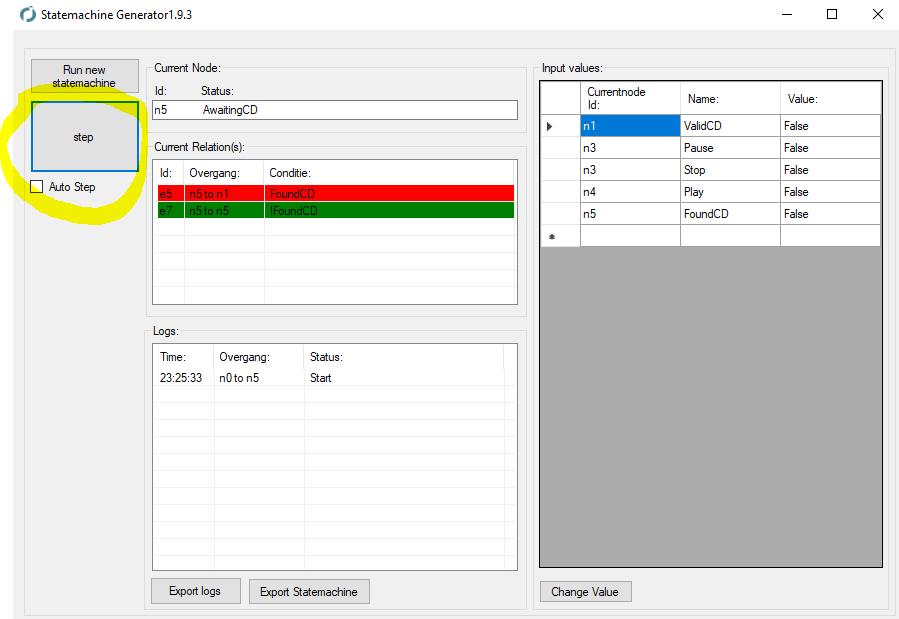 Statemachine Generator1.9.3
Run new
statemachine
step
Auto Step
Current Node:
Id: Status:
n5 AwaitingCD
Current Relation(s):
Id: Overgang: Conditie:
e5 n5 to n1 FoundCD
e7 n5 to n5 !FoundCD
Logs:
Time: Overgang: Status:
23:25:33 n0 to n5 Start
Export logs Export Statemachine
Input values:
Currentnode
Id: Name: Value:
n1 ValidCD False
n3 Pause False
n3 Stop False
n4 Play False
n5 FoundCD False
Change Value